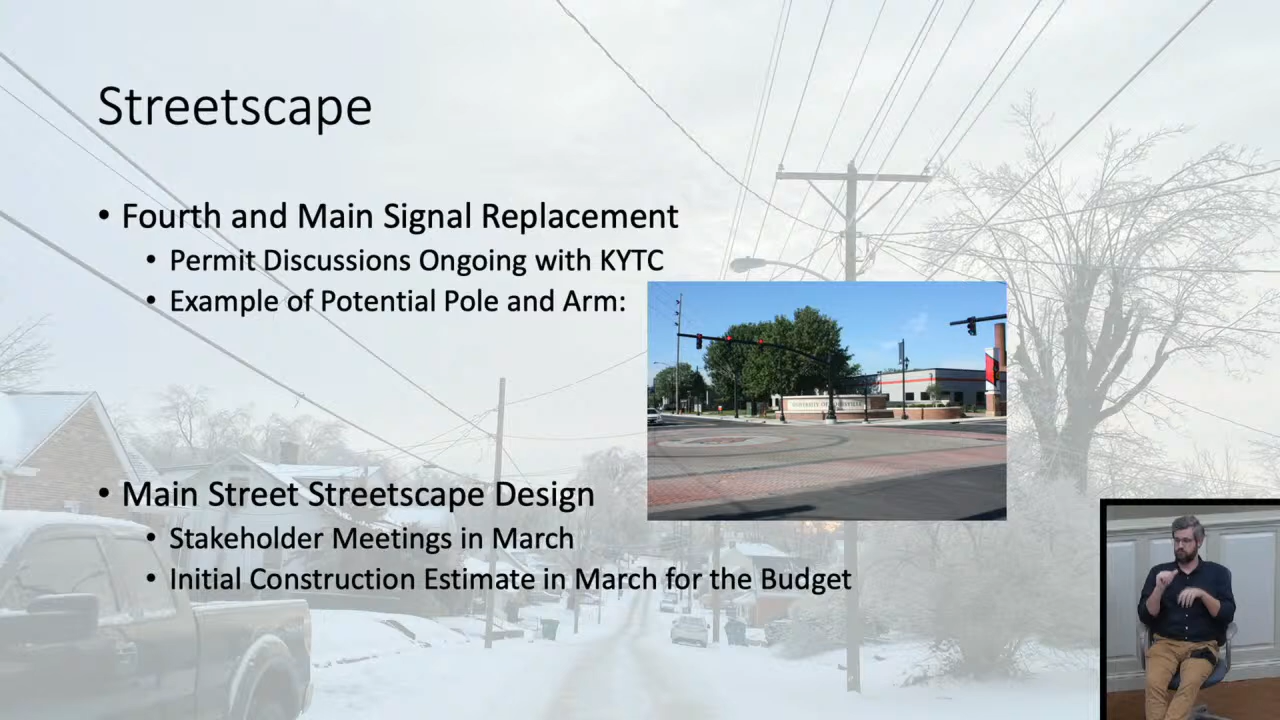 Streetscape
• Fourth and Main Signal Replacement
• Permit Discussions Ongoing with KYTC
• Example of Potential Pole and Arm:
• Main Street Streetscape Design
• Stakeholder Meetings in March
• Initial Construction Estimate in March for the Budget